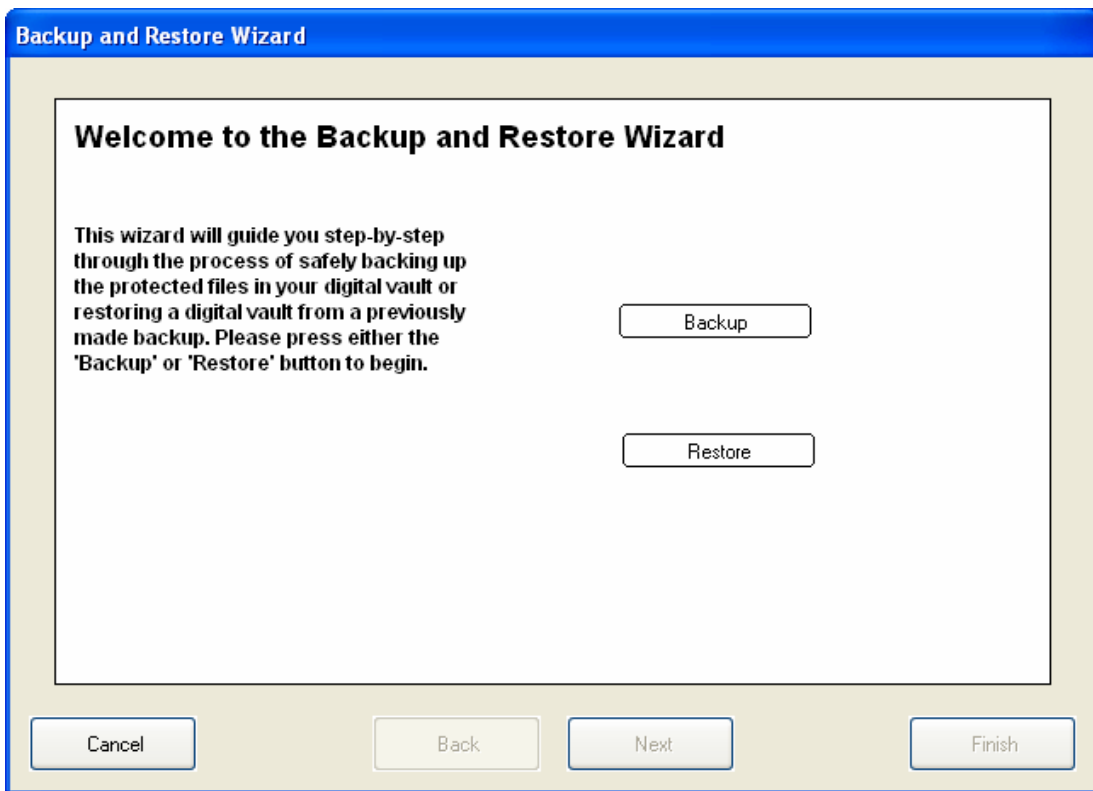 Backup and Restore Wizard
Welcome to the Backup and Restore Wizard
This wizard will guide you step-by-step
through the process of safely backing up
the protected files in your digital vault or
restoring a digital vault from a previously
made backup. Please press either the
'Backup' or 'Restore' button to begin.
Backup
Restore
Cancel
Back
Next
Finish